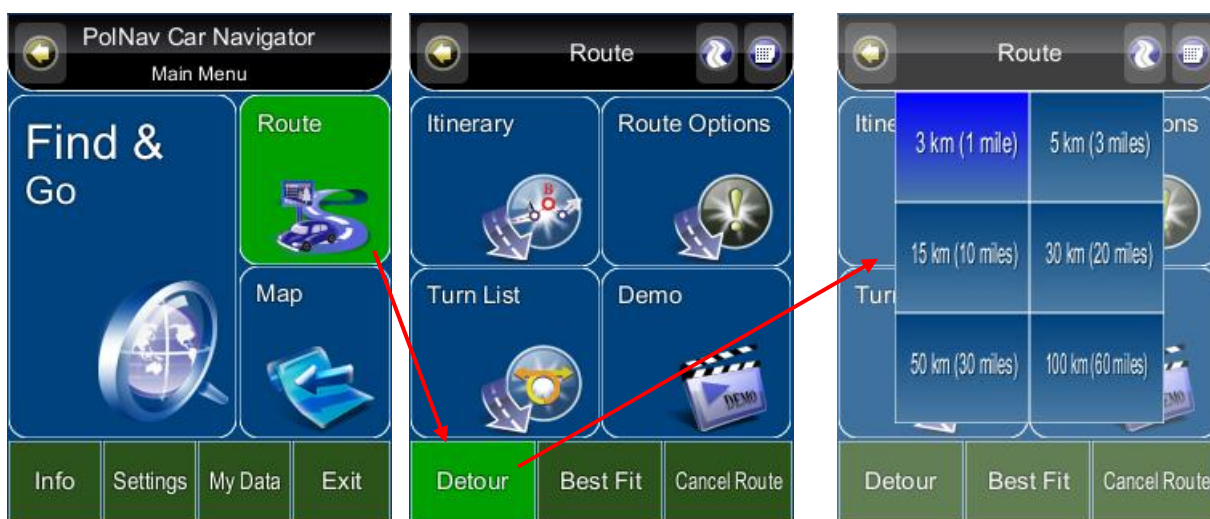 PolNav Car Navigator
Main Menu
Find &
Go
Route
Map
Info
Settings
My Data
Exit
Route
Itinerary
Route Options
Turn List
Demo
DEMO
Detour
Best Fit
Cancel Route
Route
Itine
ons
3 km (1 mile)
5 km (3 miles)
15 km (10 miles)
30 km (20 miles)
Turn
50 km (30 miles)
100 km (60 miles)
Detour
Best Fit
Cancel Route